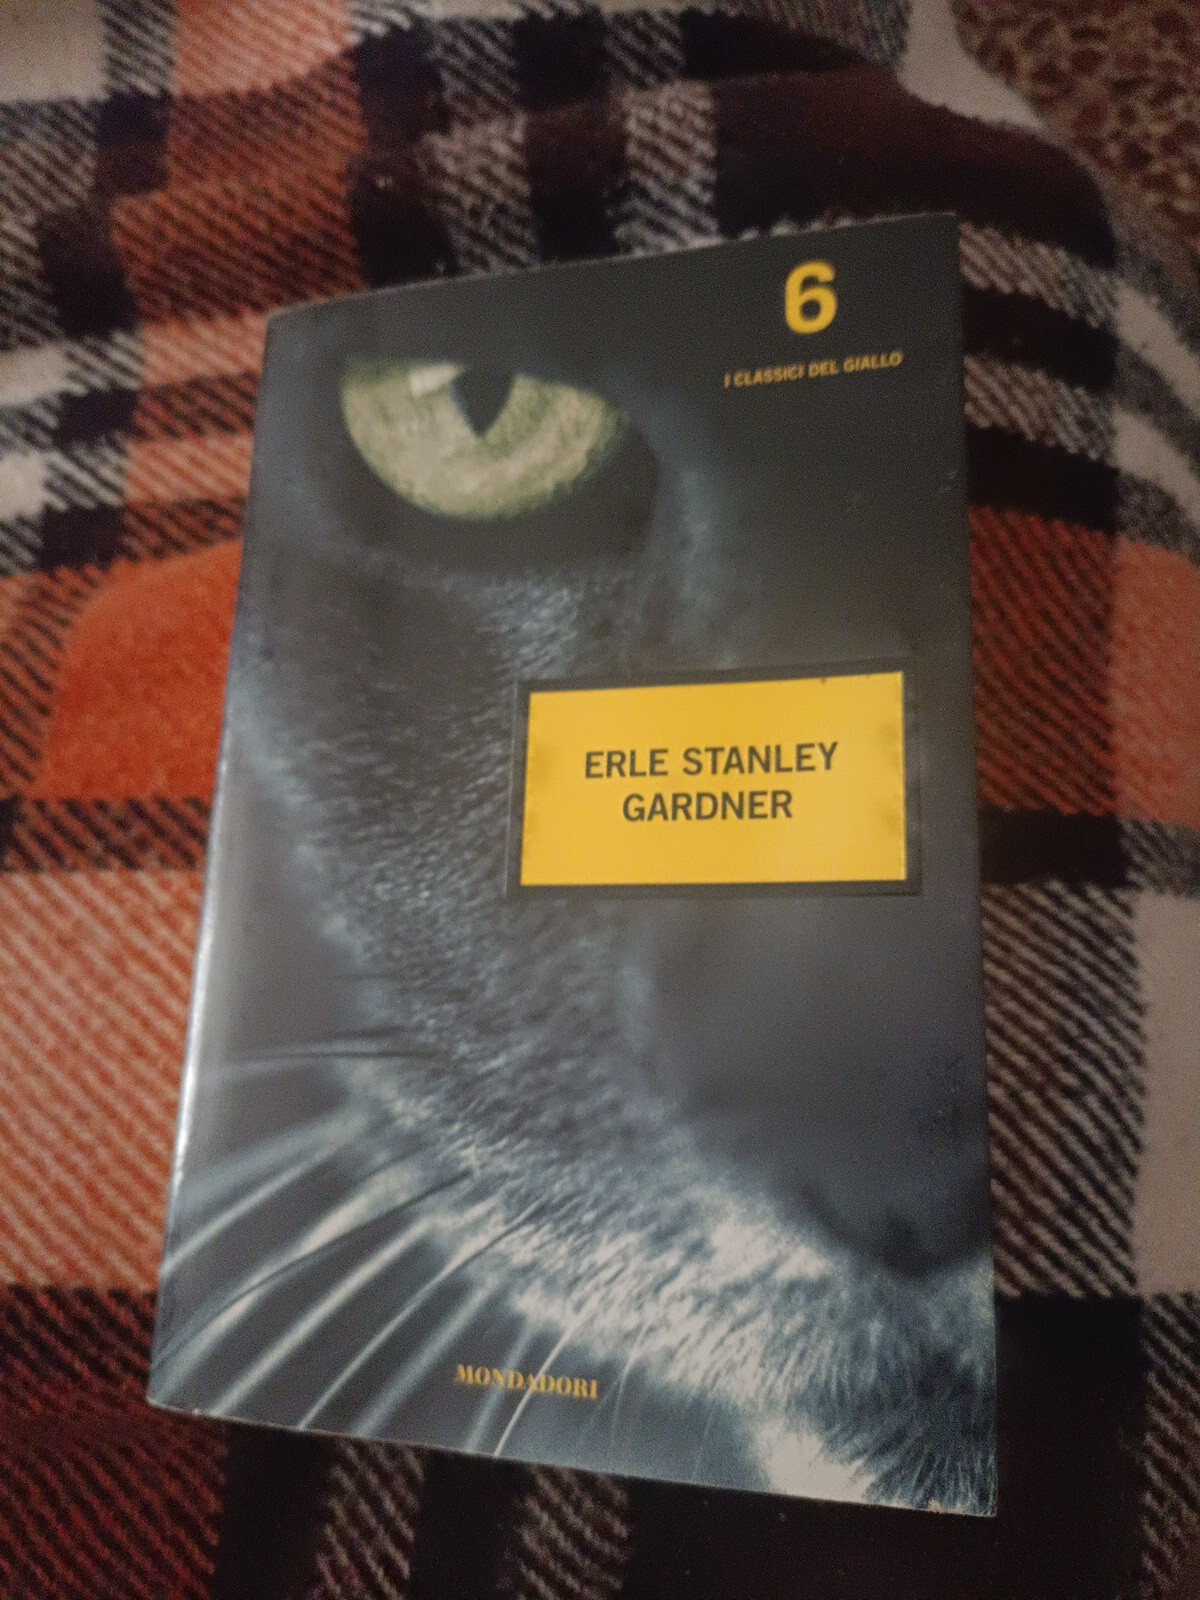 6
I CLASSICI DEL GIALLO
ERLE STANLEY
GARDNER
MONDADORI